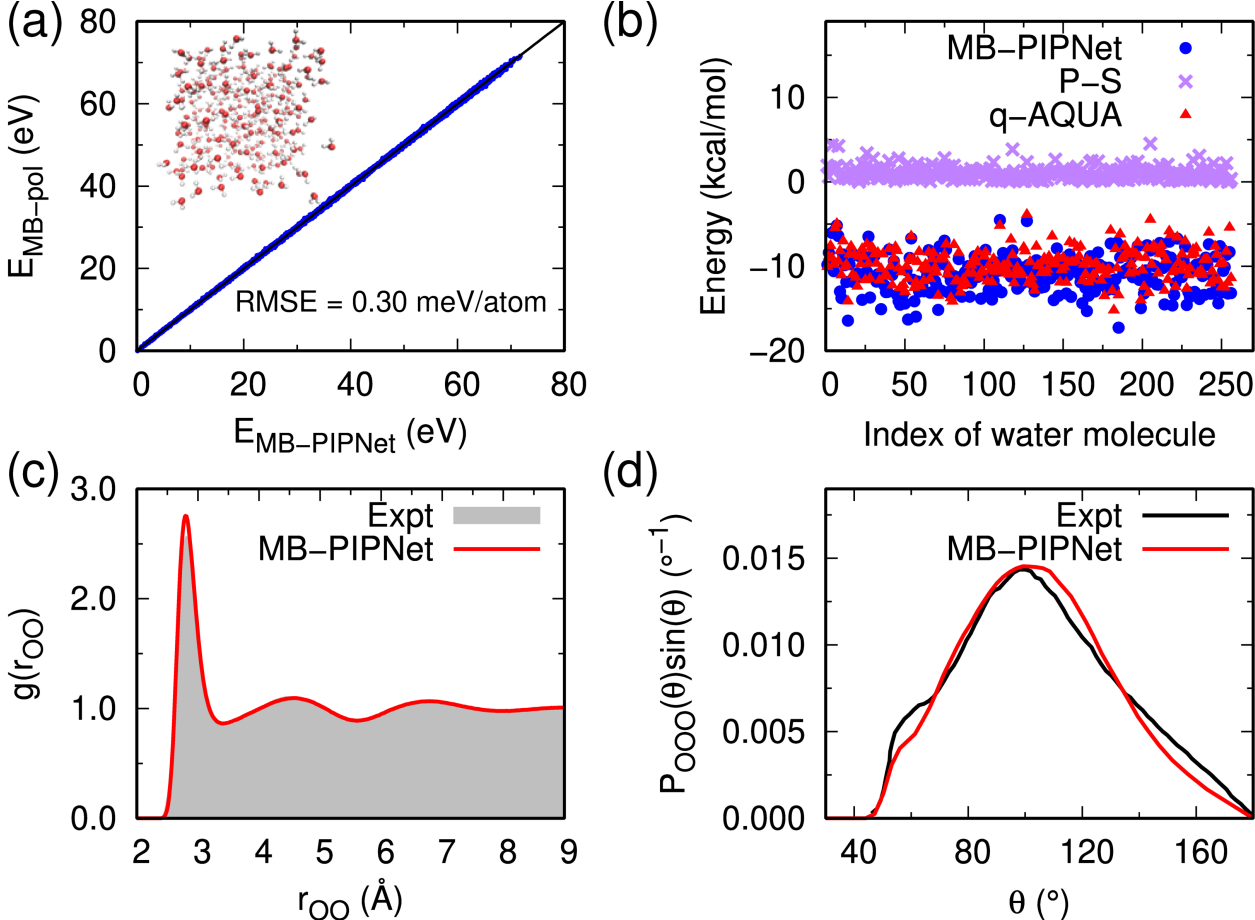 (a)
80
60
40
20
0
E_MB−pol (eV)
RMSE = 0.30 meV/atom
0 20 40 60 80
E_MB−PIPNet (eV)
(b)
MB−PIPNet
P−S
q−AQUA
10
0
−10
−20
Energy (kcal/mol)
0 50 100 150 200 250
Index of water molecule
(c)
3.0
2.0
1.0
0.0
g(r_OO)
Expt
MB−PIPNet
2 3 4 5 6 7 8 9
r_OO (Å)
(d)
Expt
MB−PIPNet
0.015
0.010
0.005
0.000
P_OOO(θ)sin(θ) (°⁻¹)
40 80 120 160
θ (°)